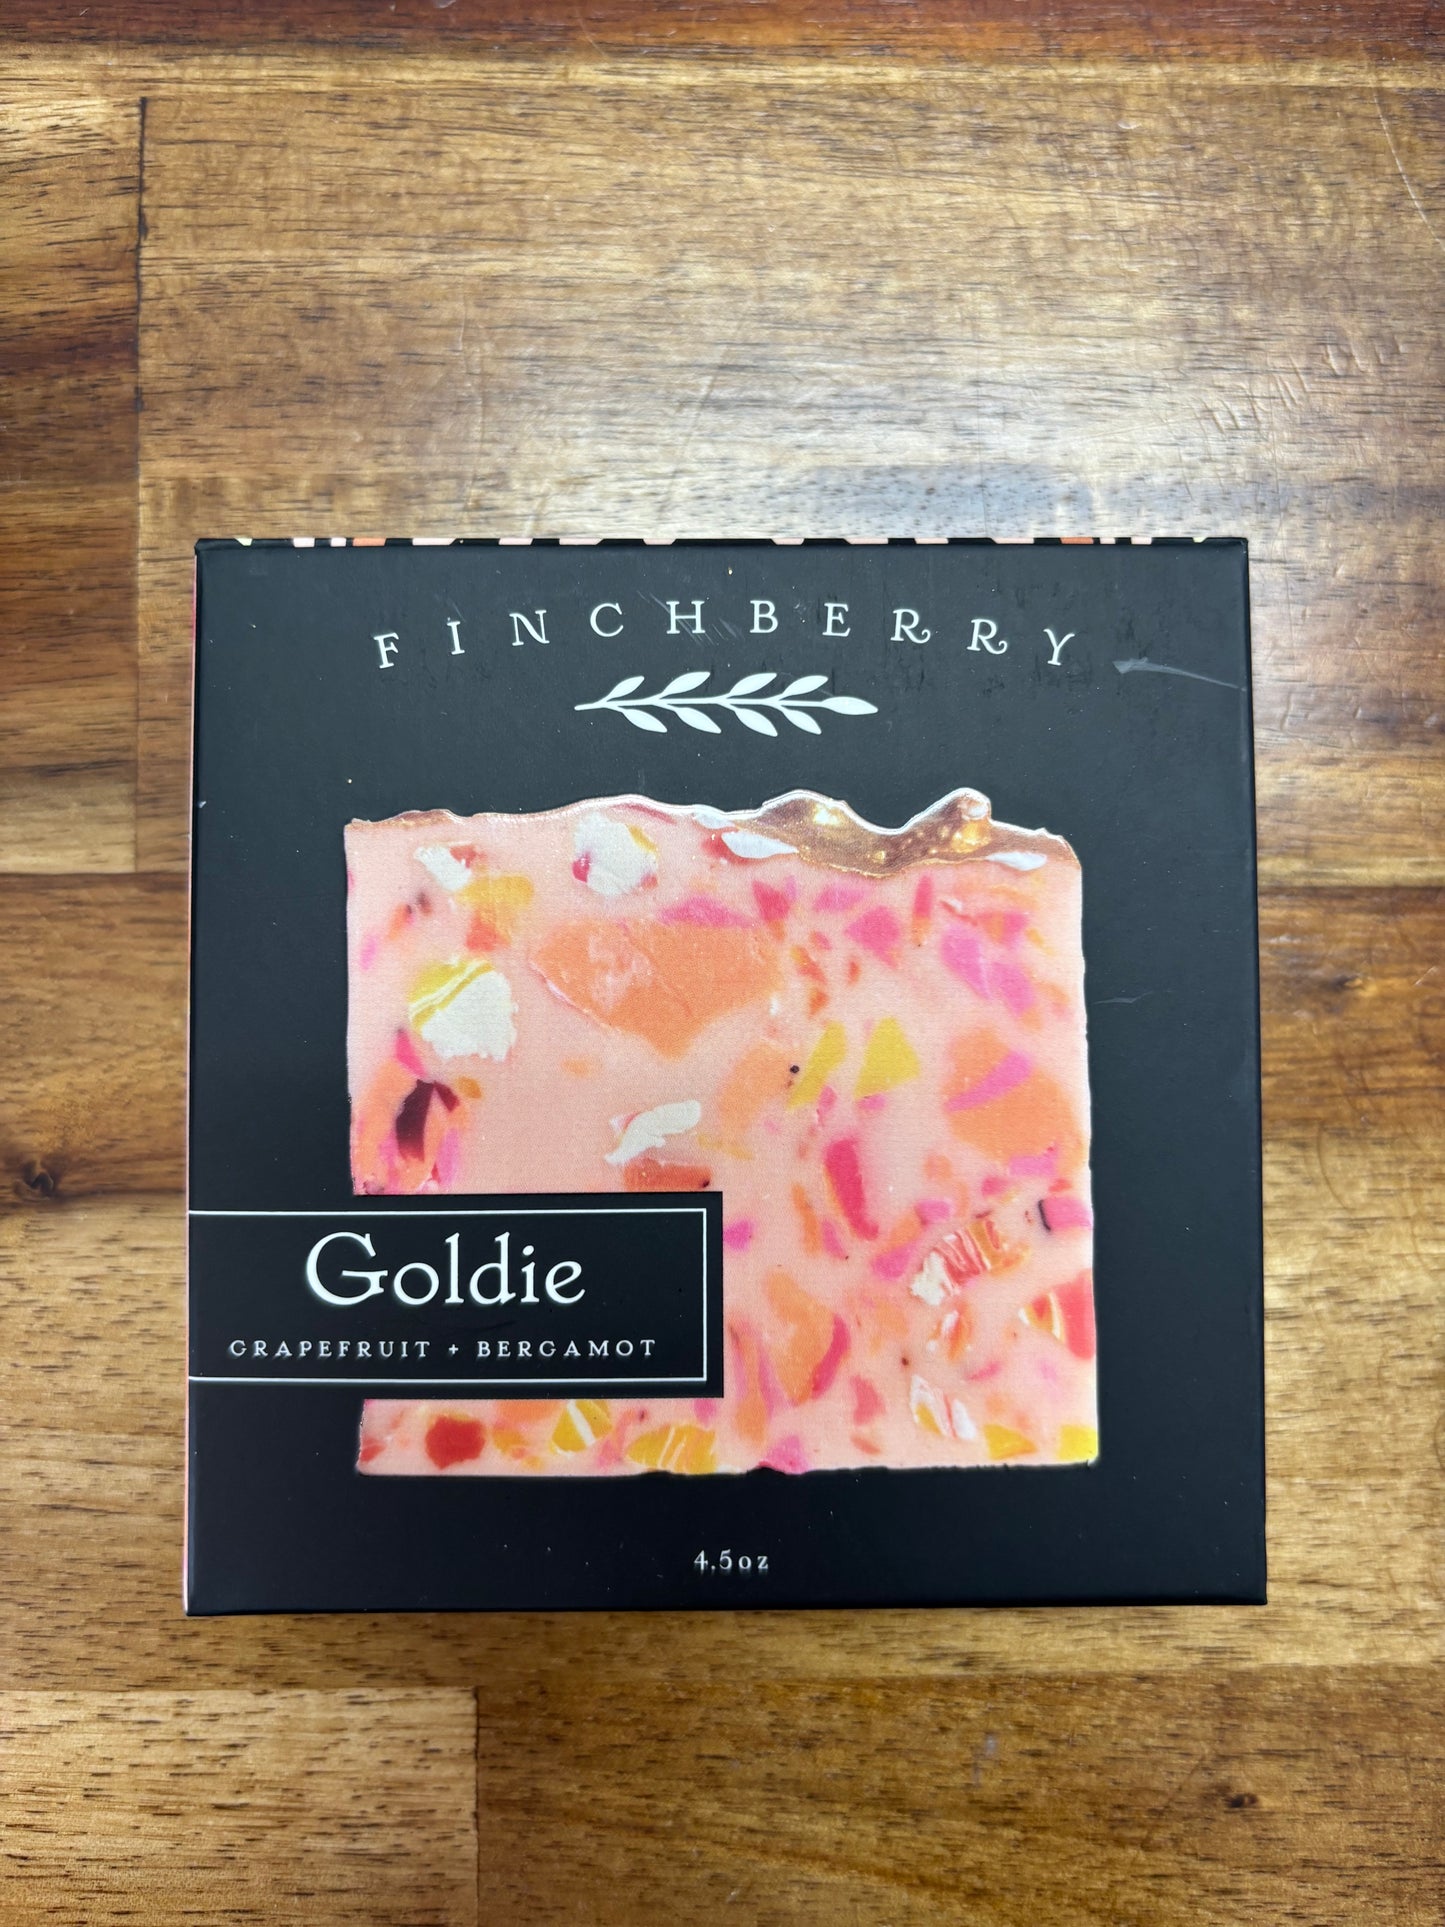 FINCHBERRY
Goldie
GRAPEFRUIT + BERGAMOT
4.5oz